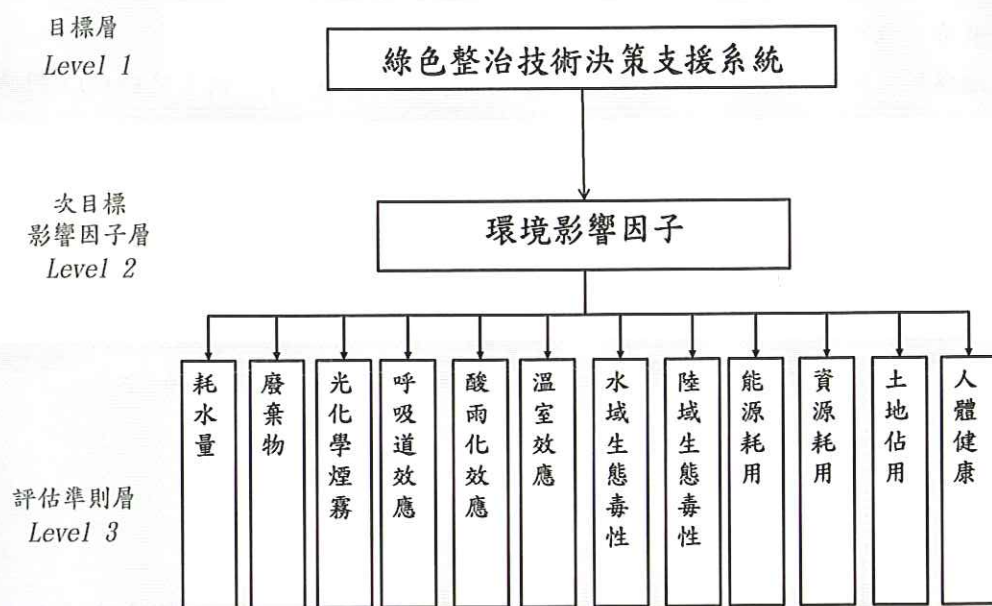 目標層
Level 1
綠色整治技術決策支援系統
次目標
影響因子層
Level 2
環境影響因子
評估準則層
Level 3
耗水量
廢棄物
光化學煙霧
呼吸道效應
酸雨化效應
溫室效應
水域生態毒性
陸域生態毒性
能源耗用
資源耗用
土地佔用
人體健康